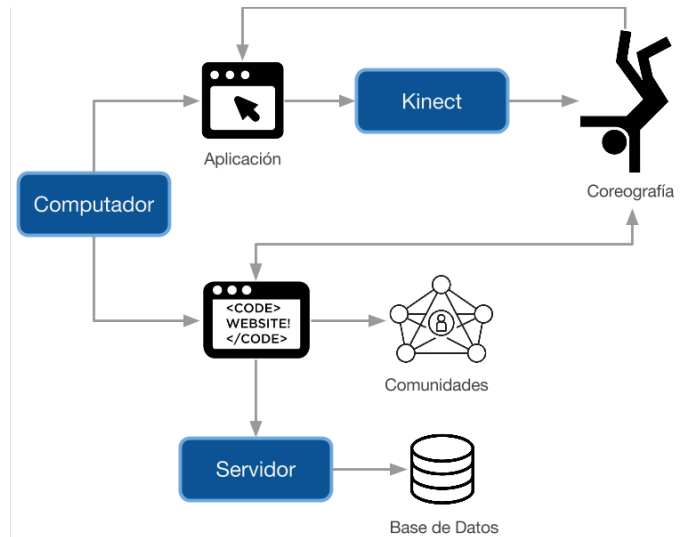 Kinect
Aplicación
Coreografía
Computador
<CODE>
WEBSITE!
</CODE>
Comunidades
Servidor
Base de Datos